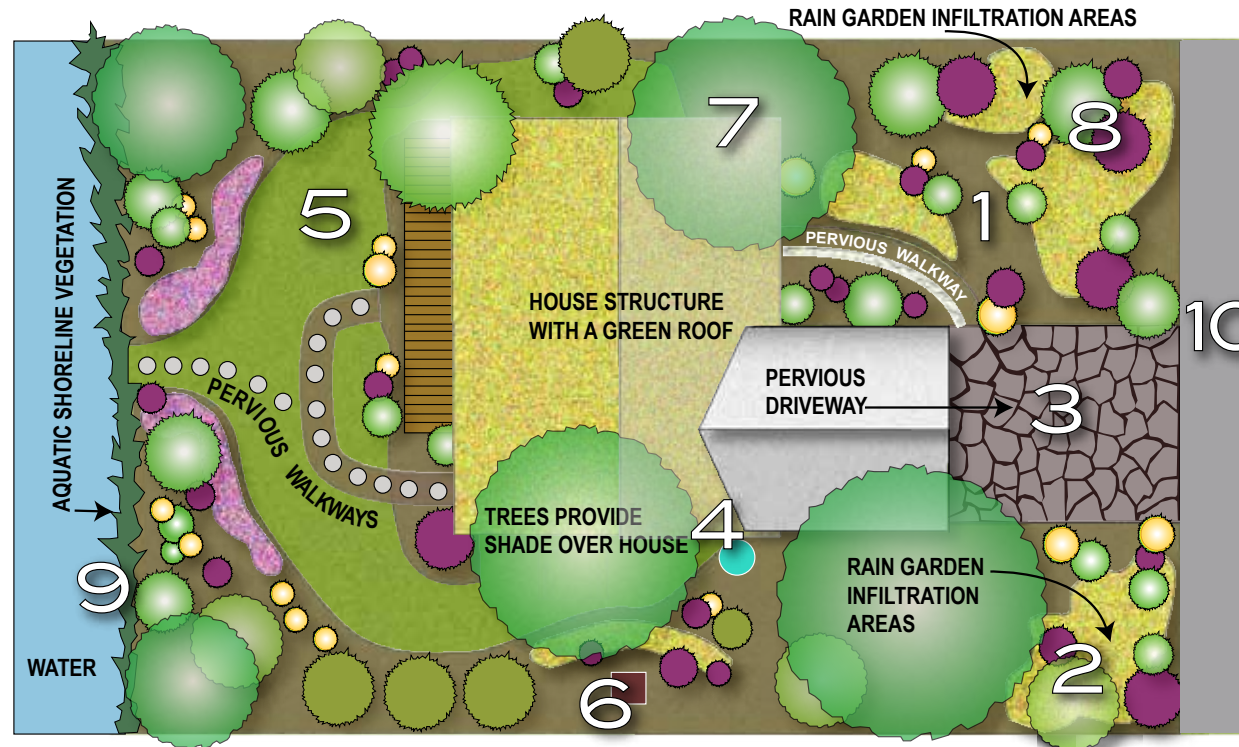 RAIN GARDEN INFILTRATION AREAS
7
8
5
1
PERVIOUS WALKWAY
AQUATIC SHORELINE VEGETATION
HOUSE STRUCTURE
WITH A GREEN ROOF
10
PERVIOUS
DRIVEWAY
3
PERVIOUS WALKWAYS
TREES PROVIDE
SHADE OVER HOUSE
4
9
RAIN GARDEN
INFILTRATION
AREAS
WATER
6
2